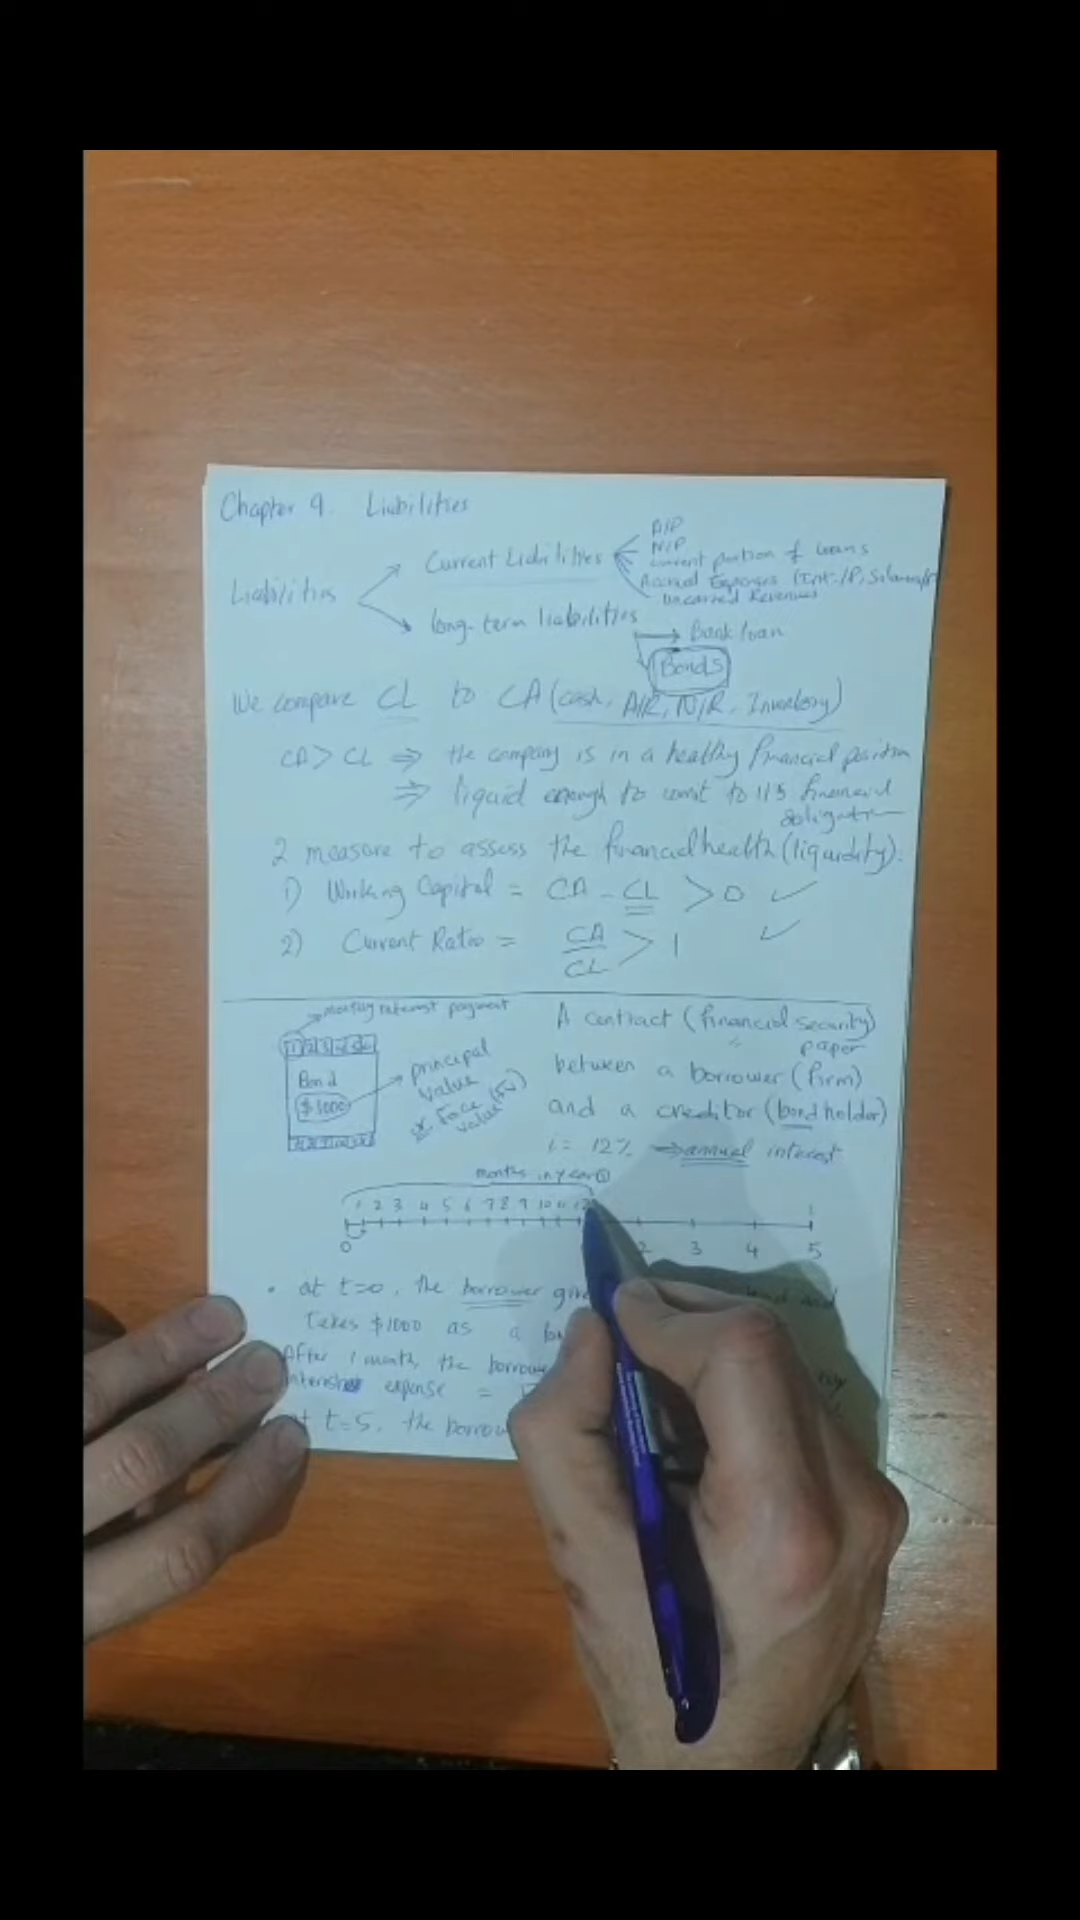 Chapter 9. Liabilities
Liabilities
Current Liabilities
A/P
N/P
Current portion of loans
Accrued Expenses (Int./P, Salaries/P
Unearned Revenues
long-term liabilities
Bank loan
Bonds
We compare CL to CA (cash, A/R, N/R, Inventory)
CA > CL ⇒ the company is in a healthy financial position
⇒ liquid enough to to its financial
obligation
2 measure to assess the financial health (liquidity).
1) Working Capital = CA - CL > 0 ✓
2) Current Ratio = CA / CL > 1 ✓
interest payment
Bond
$1000
principal
value
or Face
value (FV)
A contract (financial security)
paper
between a borrower (firm)
and a creditor (bondholder)
i = 12% → annual interest
months in year ①
1 2 3 4 5 6 7 8 9 10 11 12
0 2 3 4 5
• at t=0, the borrower and
takes $1000 as a
After 1 month, the
expense =
t=5, the